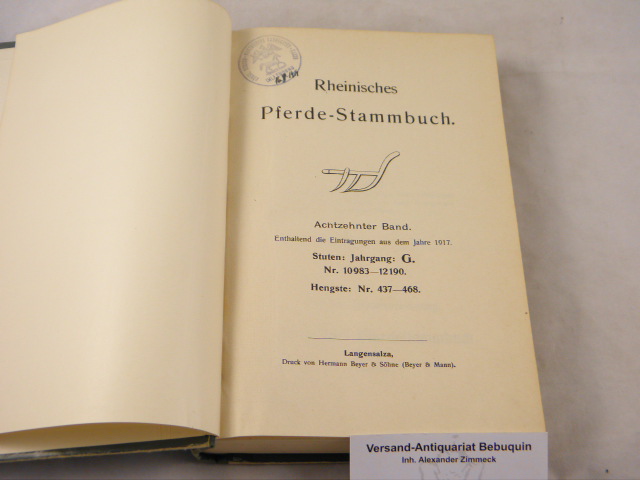 Rheinisches
Pferde-Stammbuch.
Achtzehnter Band.
Enthaltend die Eintragungen aus dem Jahre 1917.
Stuten: Jahrgang: G.
Nr. 10983—12190.
Hengste: Nr. 437—468.
Langensalza,
Druck von Hermann Beyer & Söhne (Beyer & Mann).
Versand-Antiquariat Bebuquin
Inh. Alexander Zimmeck